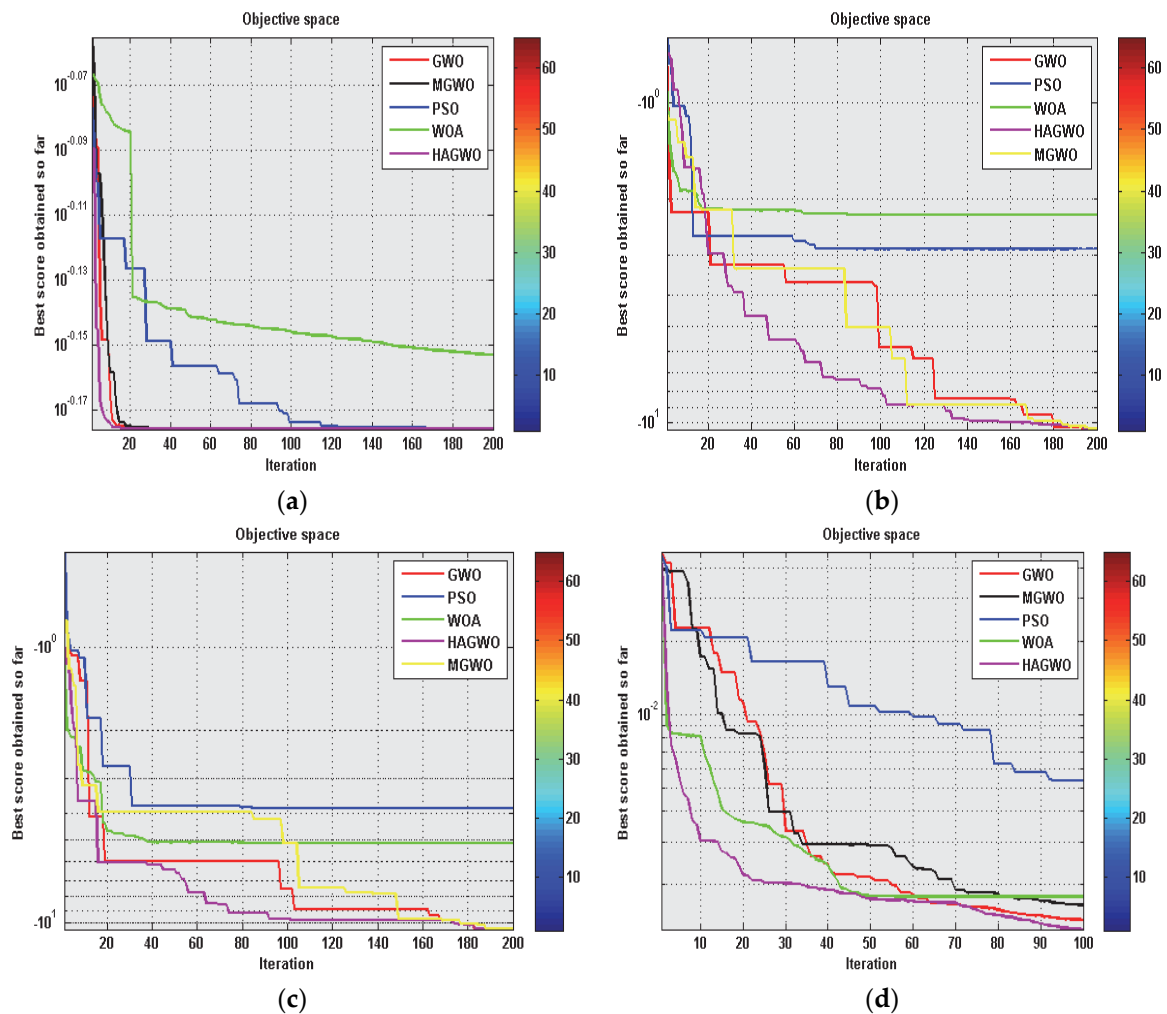 Objective space
Best score obtained so far
10^-0.07
10^-0.09
10^-0.11
10^-0.13
10^-0.15
10^-0.17
20 40 60 80 100 120 140 160 180 200
Iteration
GWO
MGWO
PSO
WOA
HAGWO
60
50
40
30
20
10
(a)
Objective space
Best score obtained so far
-10^0
-10^1
20 40 60 80 100 120 140 160 180 200
Iteration
GWO
PSO
WOA
HAGWO
MGWO
60
50
40
30
20
10
(b)
Objective space
Best score obtained so far
-10^0
-10^1
20 40 60 80 100 120 140 160 180 200
Iteration
GWO
PSO
WOA
HAGWO
MGWO
60
50
40
30
20
10
(c)
Objective space
Best score obtained so far
10^-2
10 20 30 40 50 60 70 80 90 100
Iteration
GWO
MGWO
PSO
WOA
HAGWO
60
50
40
30
20
10
(d)